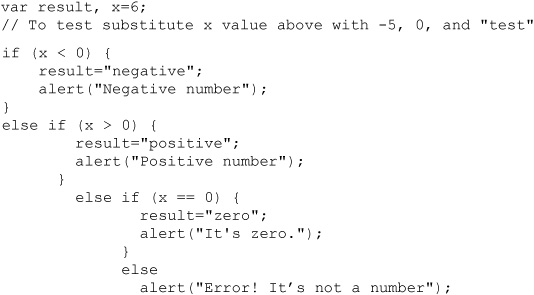 var result, x=6;
// To test substitute x value above with -5, 0, and "test"
if (x < 0) {
    result="negative";
    alert("Negative number");
}
else if (x > 0) {
        result="positive";
        alert("Positive number");
      }
        else if (x == 0) {
               result="zero";
               alert("It's zero.");
             }
             else
               alert("Error! It’s not a number");